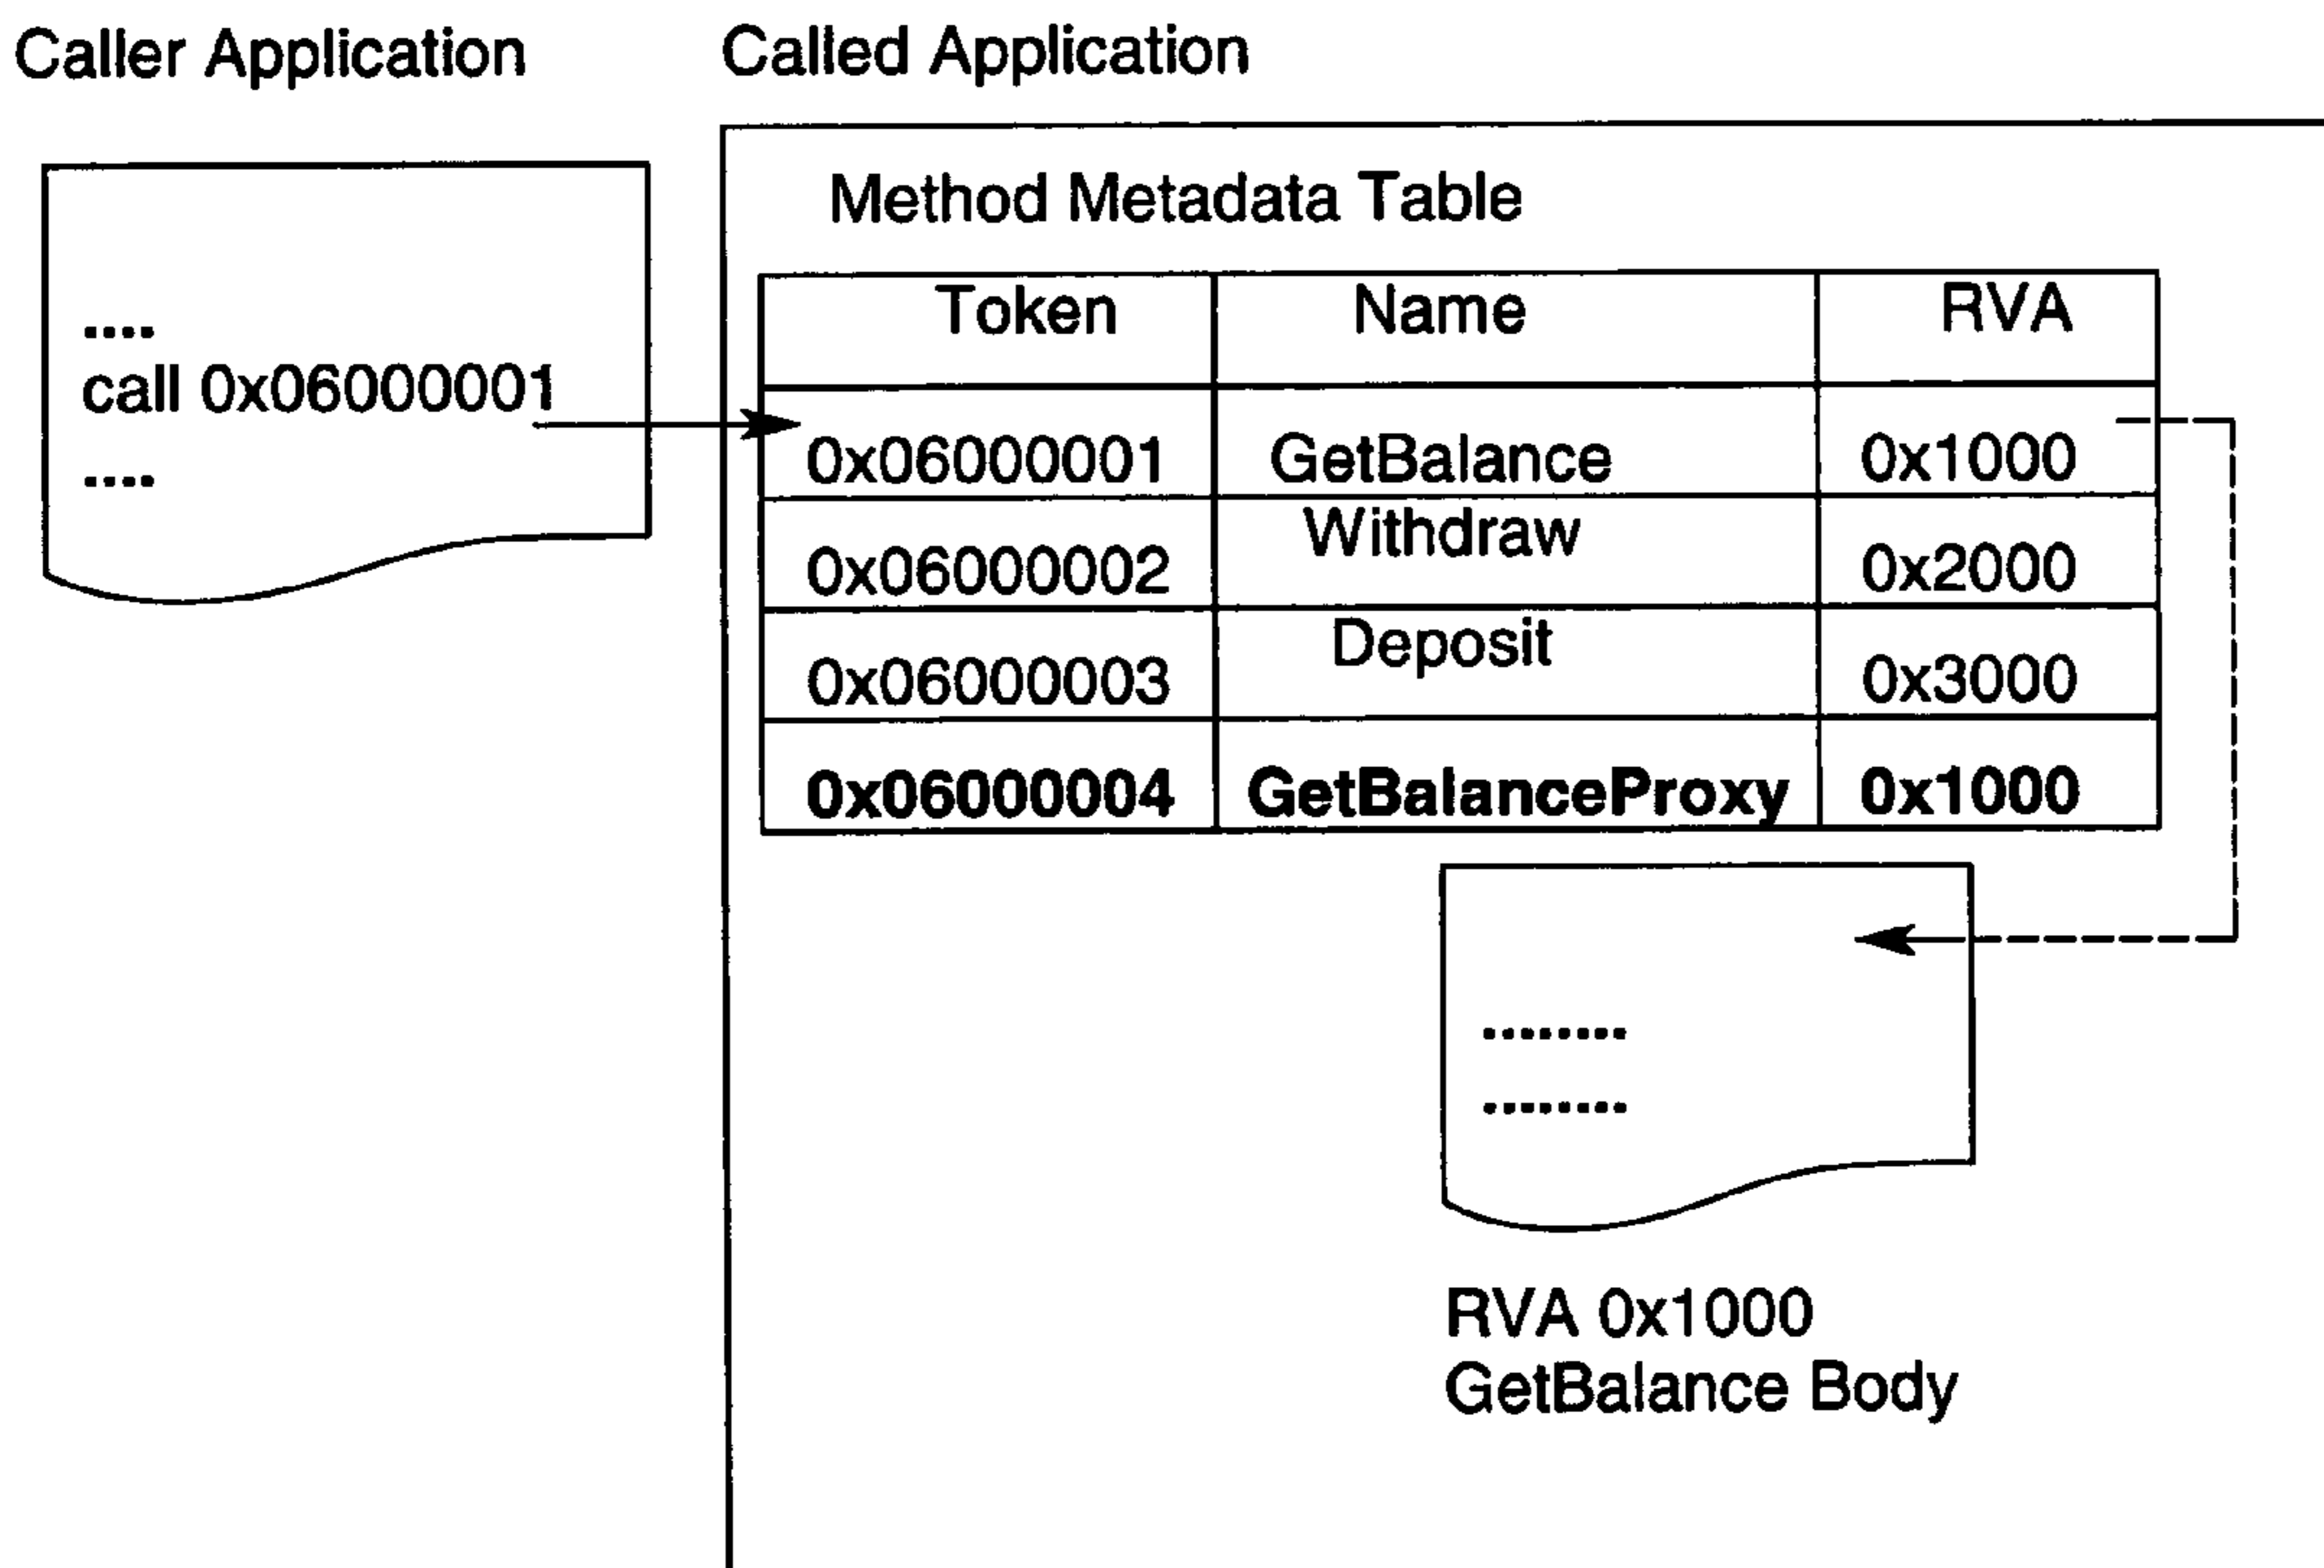 Caller Application
Called Application
....
call 0x06000001
....
Method Metadata Table
Token Name RVA
0x06000001 GetBalance 0x1000
0x06000002 Withdraw 0x2000
0x06000003 Deposit 0x3000
0x06000004 GetBalanceProxy 0x1000
........
........
RVA 0x1000
GetBalance Body